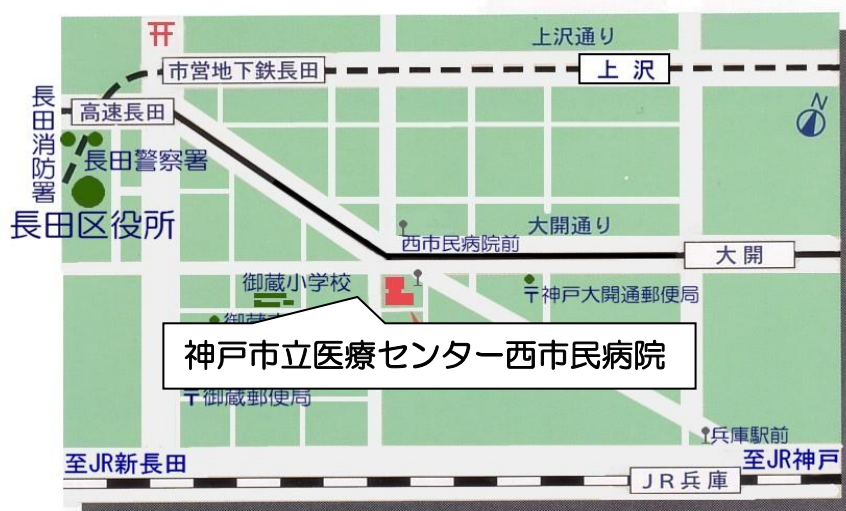 上沢通り
市営地下鉄長田
上沢
N
長田消防署
高速長田
長田警察署
長田区役所
大開通り
西市民病院前
大開
御蔵小学校
〒神戸大開通郵便局
御蔵
神戸市立医療センター西市民病院
〒御蔵郵便局
兵庫駅前
至JR新長田
至JR神戸
JR兵庫